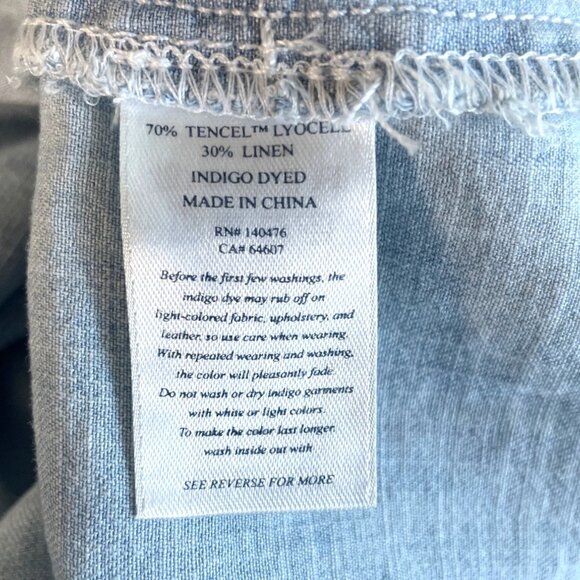 70% TENCEL™ LYOCELL
30% LINEN
INDIGO DYED
MADE IN CHINA
RN# 140476
CA# 64607
Before the first few washings, the
indigo dye may rub off on
light-colored fabric, upholstery, and
leather, so use care when wearing.
With repeated wearing and washing,
the color will pleasantly fade.
Do not wash or dry indigo garments
with white or light colors.
To make the color last longer,
wash inside out with
SEE REVERSE FOR MORE